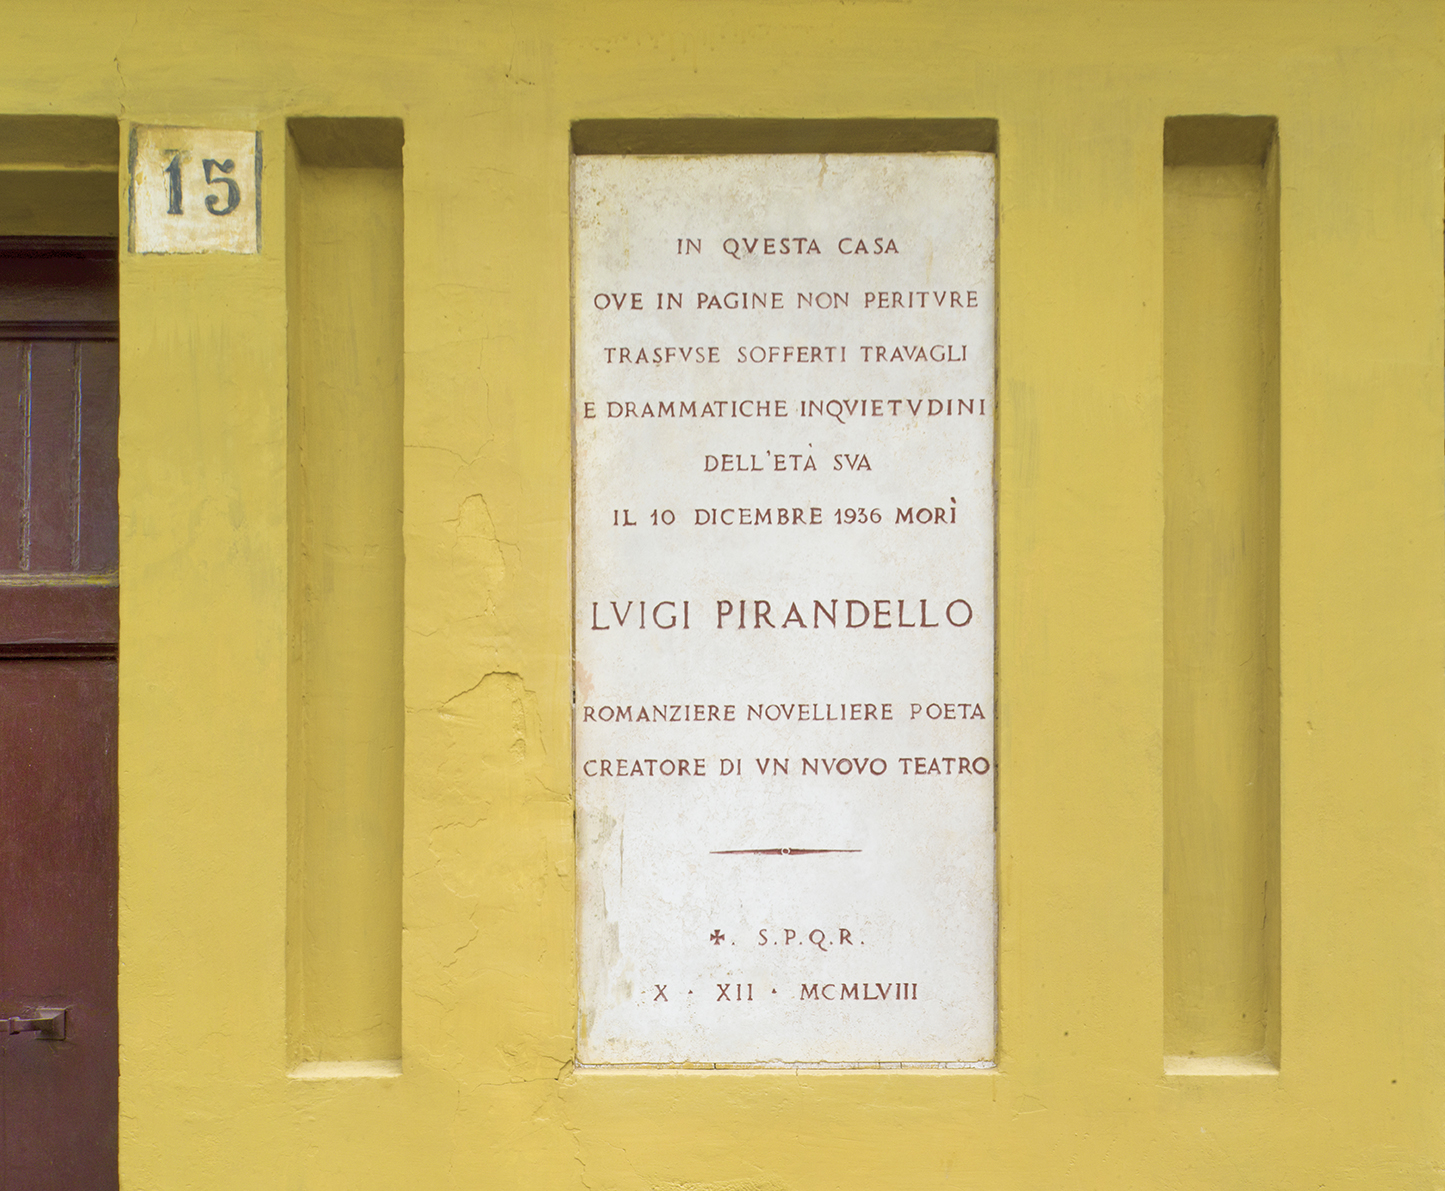 15
IN QVESTA CASA
OVE IN PAGINE NON PERITVRE
TRASFVSE SOFFERTI TRAVAGLI
E DRAMMATICHE INQVIETVDINI
DELL'ETÀ SVA
IL 10 DICEMBRE 1936 MORÌ
LVIGI PIRANDELLO
ROMANZIERE NOVELLIERE POETA
CREATORE DI VN NVOVO TEATRO
✠. S.P.Q.R.
X · XII · MCMLVIII